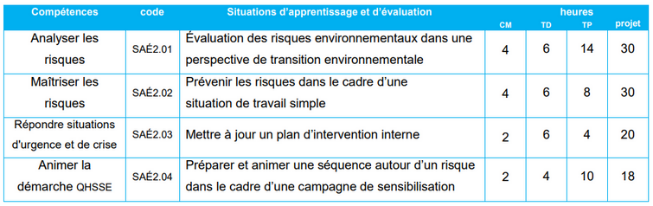 Compétences code Situations d'apprentissage et d'évaluation heures
CM TD TP projet
Analyser les risques SAÉ2.01 Évaluation des risques environnementaux dans une perspective de transition environnementale 4 6 14 30
Maîtriser les risques SAÉ2.02 Prévenir les risques dans le cadre d'une situation de travail simple 4 6 8 30
Répondre situations d'urgence et de crise SAÉ2.03 Mettre à jour un plan d'intervention interne 2 6 4 20
Animer la démarche QHSSE SAÉ2.04 Préparer et animer une séquence autour d'un risque dans le cadre d'une campagne de sensibilisation 2 4 10 18